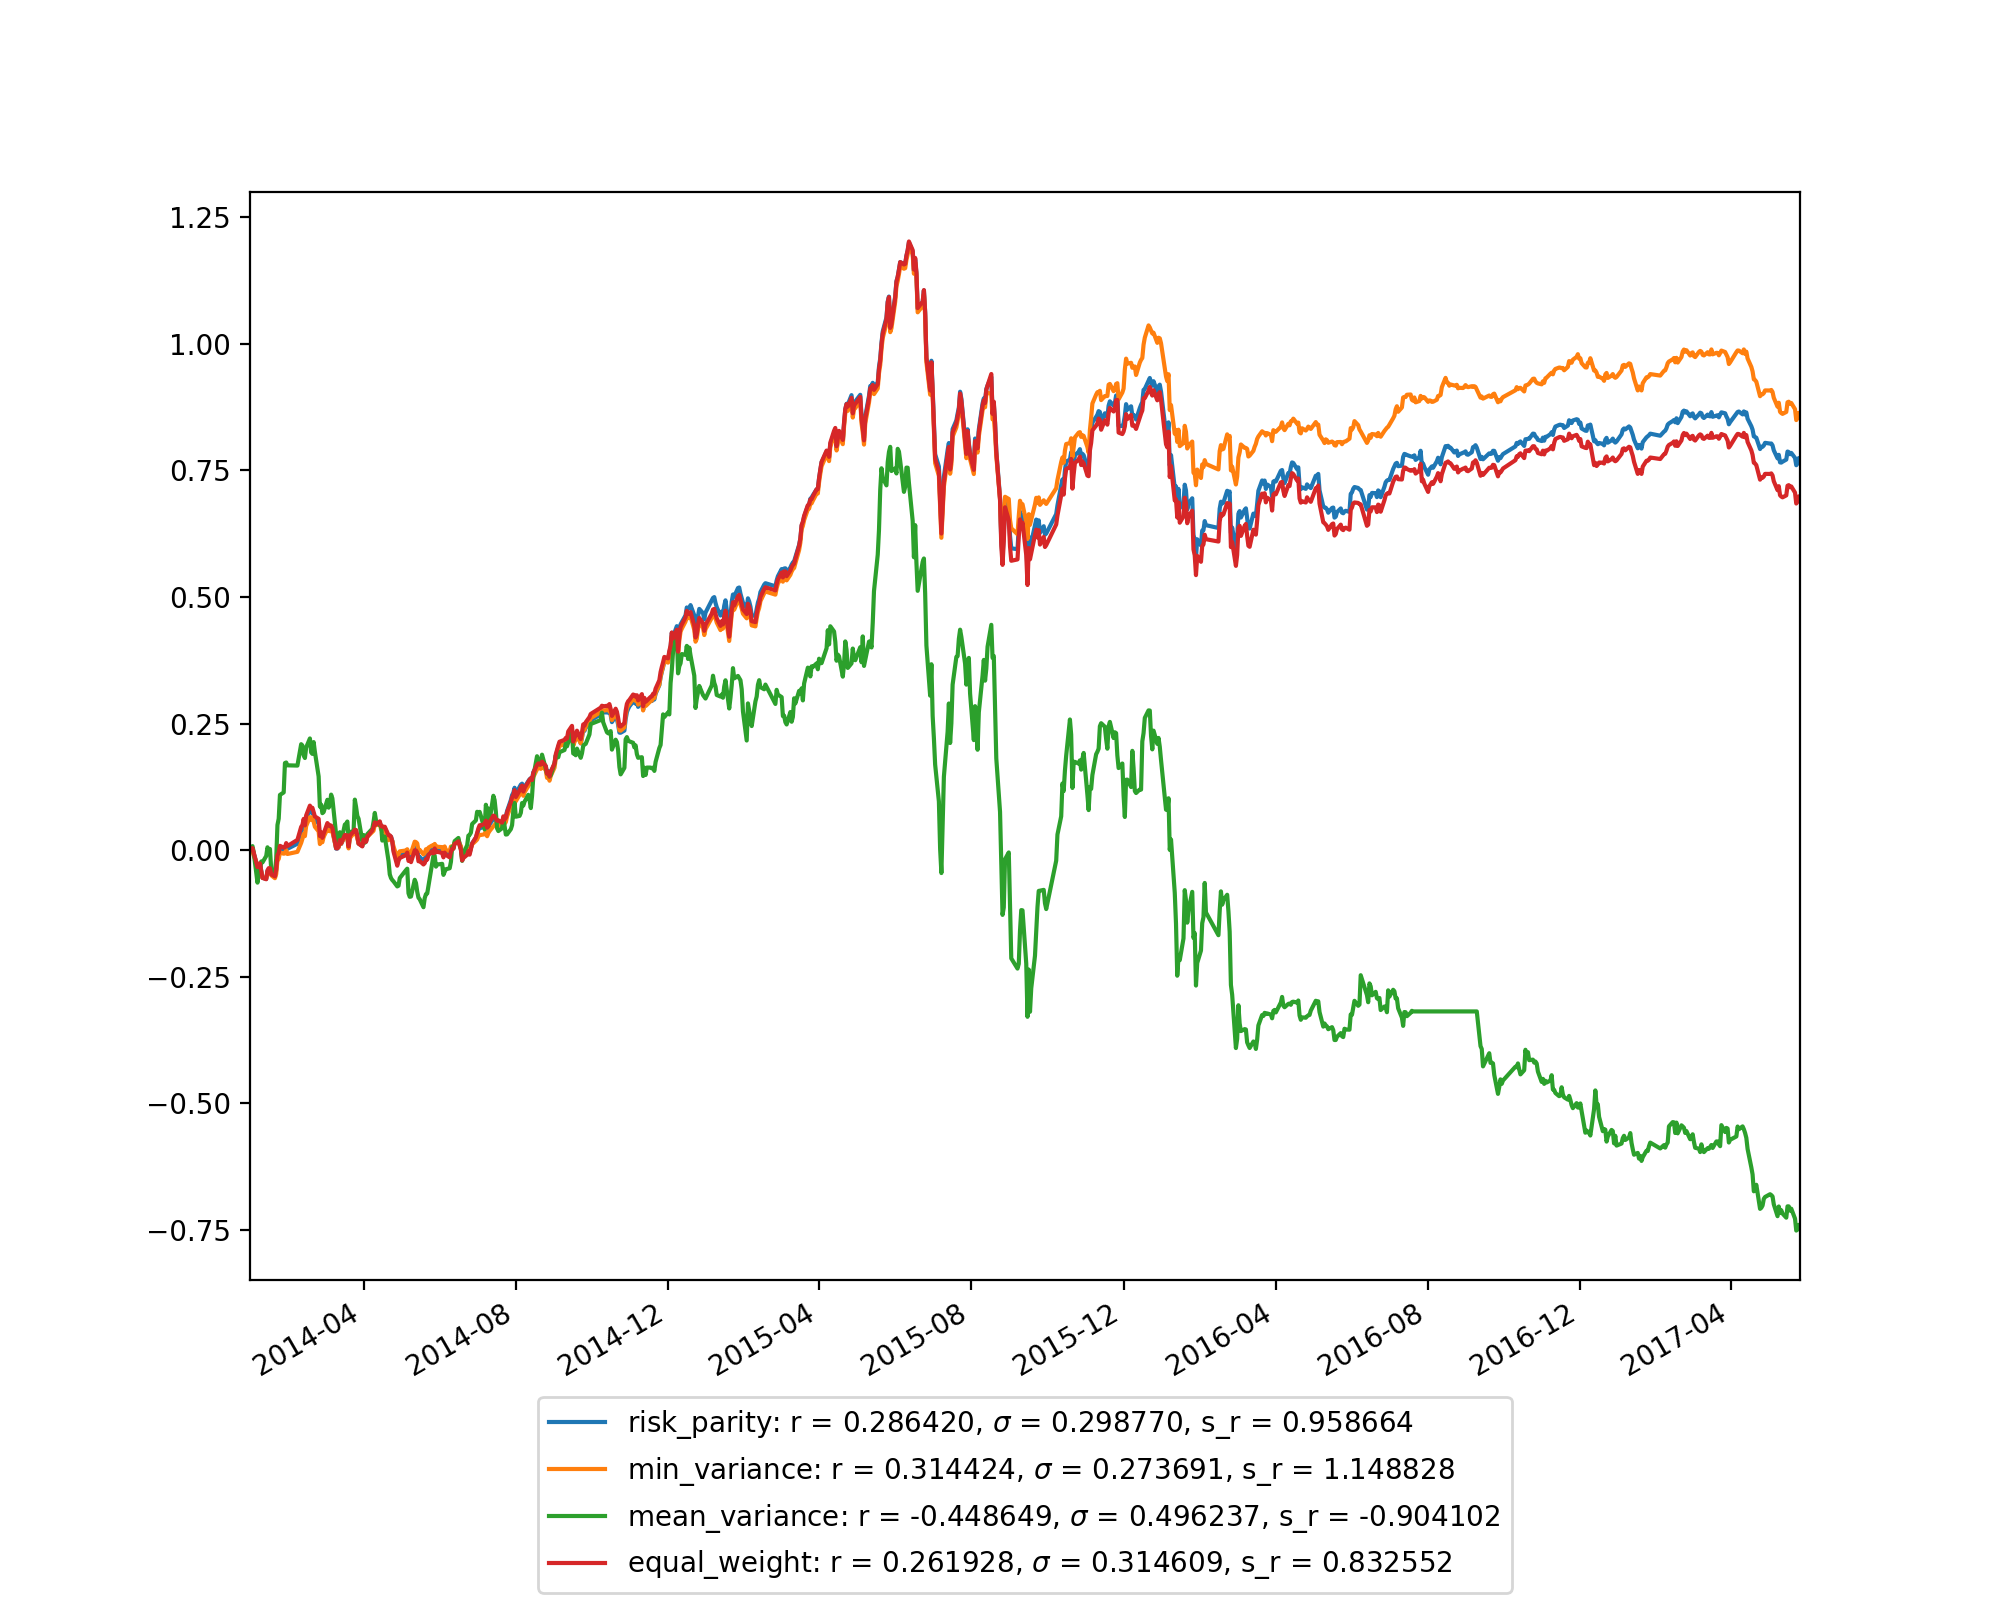 1.25
1.00
0.75
0.50
0.25
0.00
−0.25
−0.50
−0.75
2014-04 2014-08 2014-12 2015-04 2015-08 2015-12 2016-04 2016-08 2016-12 2017-04
risk_parity: r = 0.286420, σ = 0.298770, s_r = 0.958664
min_variance: r = 0.314424, σ = 0.273691, s_r = 1.148828
mean_variance: r = -0.448649, σ = 0.496237, s_r = -0.904102
equal_weight: r = 0.261928, σ = 0.314609, s_r = 0.832552